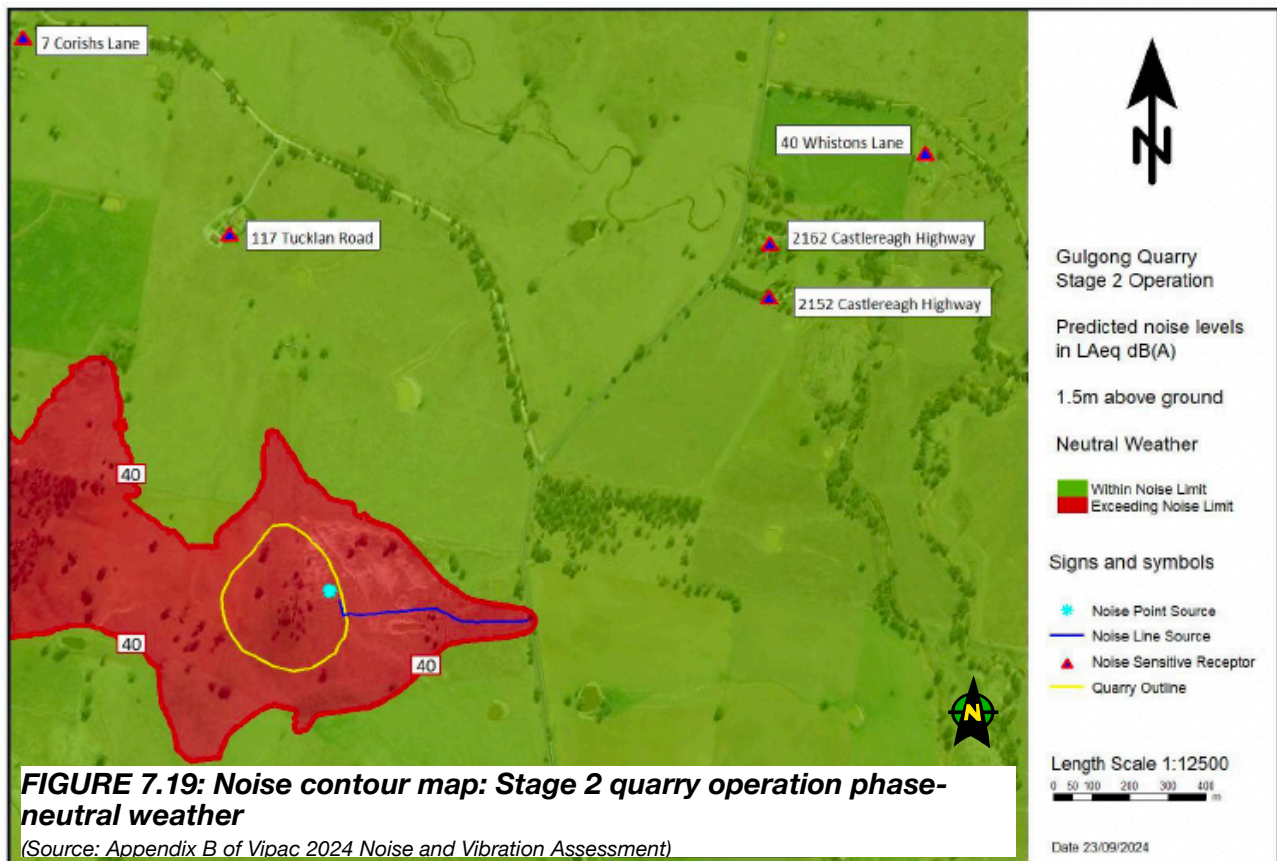 7 Corishs Lane
40 Whistons Lane
117 Tucklan Road
2162 Castlereagh Highway
2152 Castlereagh Highway
40
40
40
N
FIGURE 7.19: Noise contour map: Stage 2 quarry operation phase-
neutral weather
(Source: Appendix B of Vipac 2024 Noise and Vibration Assessment)
N
Gulgong Quarry
Stage 2 Operation
Predicted noise levels
in LAeq dB(A)
1.5m above ground
Neutral Weather
Within Noise Limit
Exceeding Noise Limit
Signs and symbols
Noise Point Source
Noise Line Source
Noise Sensitive Receptor
Quarry Outline
Length Scale 1:12500
0 50 100 200 300 400
m
Date 23/09/2024